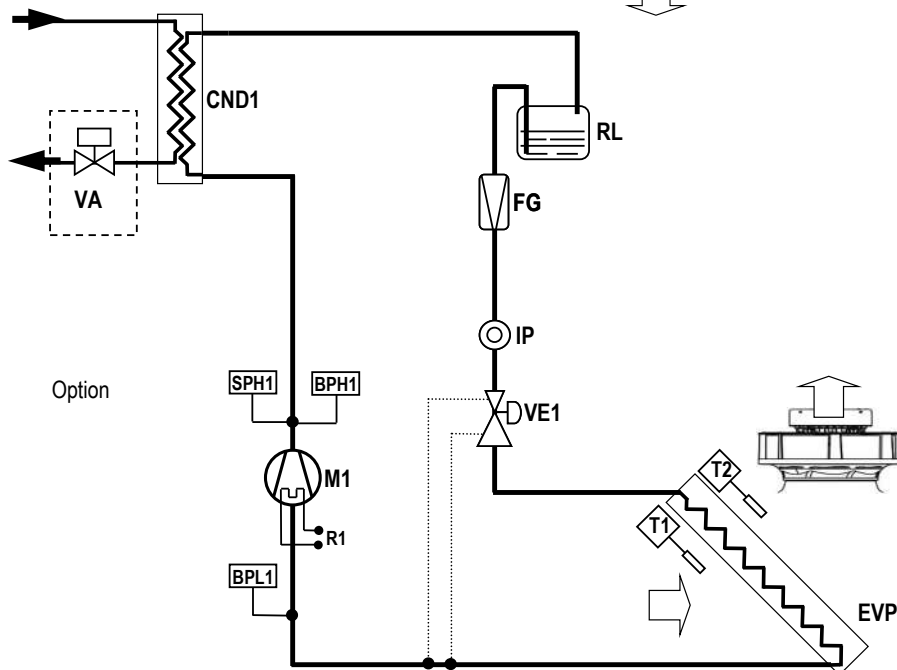 CND1
RL
VA
FG
IP
Option
SPH1
BPH1
VE1
M1
T2
R1
T1
BPL1
EVP